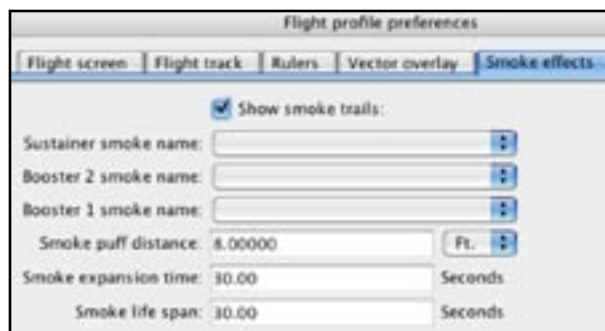 Flight profile preferences
Flight screen Flight track Rulers Vector overlay Smoke effects
Show smoke trails:
Sustainer smoke name:
Booster 2 smoke name:
Booster 1 smoke name:
Smoke puff distance: 8.00000 Ft.
Smoke expansion time: 30.00 Seconds
Smoke life span: 30.00 Seconds